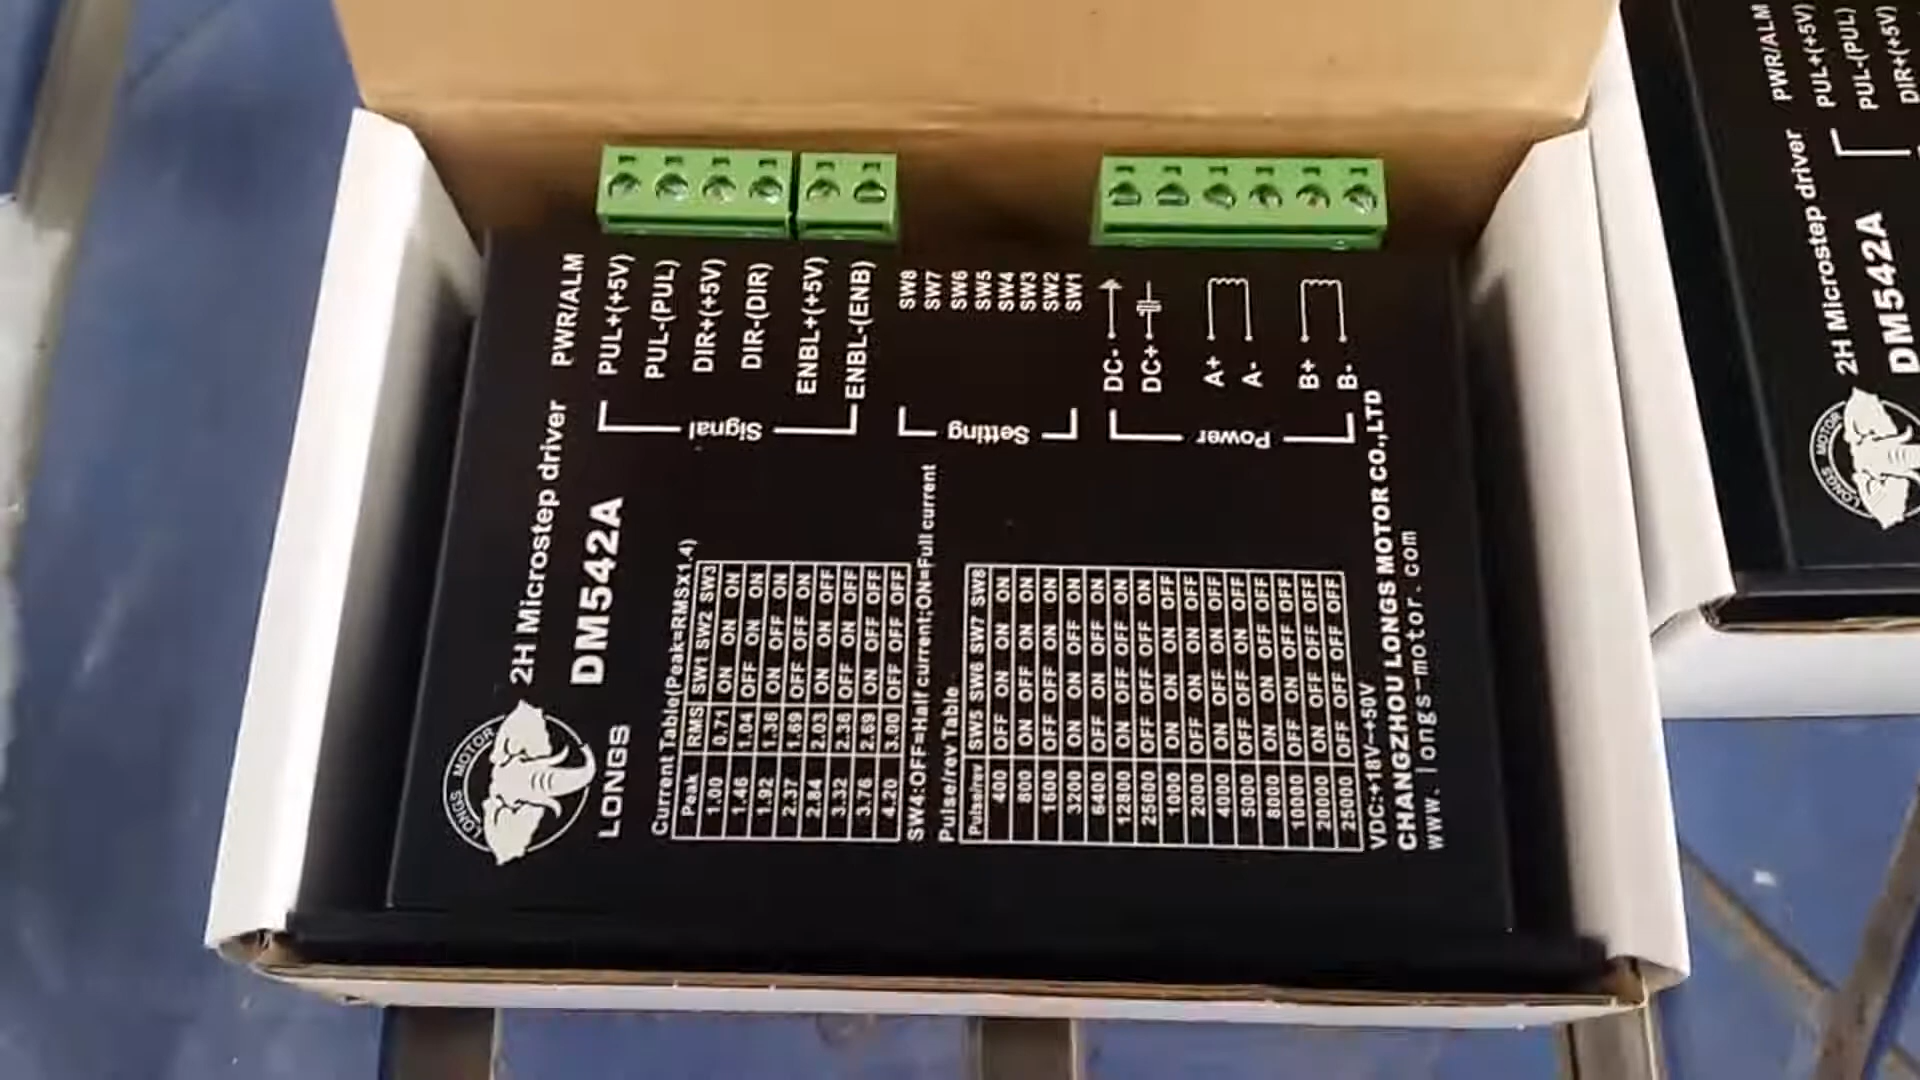 LONGS MOTOR
LONGS
2H Microstep driver
DM542A
PWR/ALM
PUL+(+5V)
PUL-(PUL)
DIR+(+5V)
DIR-(DIR)
ENBL+(+5V)
ENBL-(ENB)
Signal
SW8
SW7
SW6
SW5
SW4
SW3
SW2
SW1
Setting
DC-
DC+
A+
A-
B+
B-
Power
Current Table(Peak=RMSX1.4)
Peak RMS SW1 SW2 SW3
1.00 0.71 ON ON ON
1.46 1.04 OFF ON ON
1.92 1.36 ON OFF ON
2.37 1.69 OFF OFF ON
2.84 2.03 ON ON OFF
3.32 2.36 OFF ON OFF
3.76 2.69 ON OFF OFF
4.20 3.00 OFF OFF OFF
SW4:OFF=Half current;ON=Full current
Pulse/rev Table
Pulse/rev SW5 SW6 SW7 SW8
400 OFF ON ON ON
800 ON OFF ON ON
1600 OFF OFF ON ON
3200 ON ON OFF ON
6400 OFF ON OFF ON
12800 ON OFF OFF ON
25600 OFF OFF OFF ON
1000 ON ON ON OFF
2000 OFF ON ON OFF
4000 ON OFF ON OFF
5000 OFF OFF ON OFF
8000 ON ON OFF OFF
10000 OFF ON OFF OFF
20000 ON OFF OFF OFF
25000 OFF OFF OFF OFF
VDC:+18V~+50V
CHANGZHOU LONGS MOTOR CO.,LTD
www.longs-motor.com
LONGS MOTOR
2H Microstep driver
DM542A
PWR/ALM
PUL+(+5V)
PUL-(PUL)
DIR+(+5V)